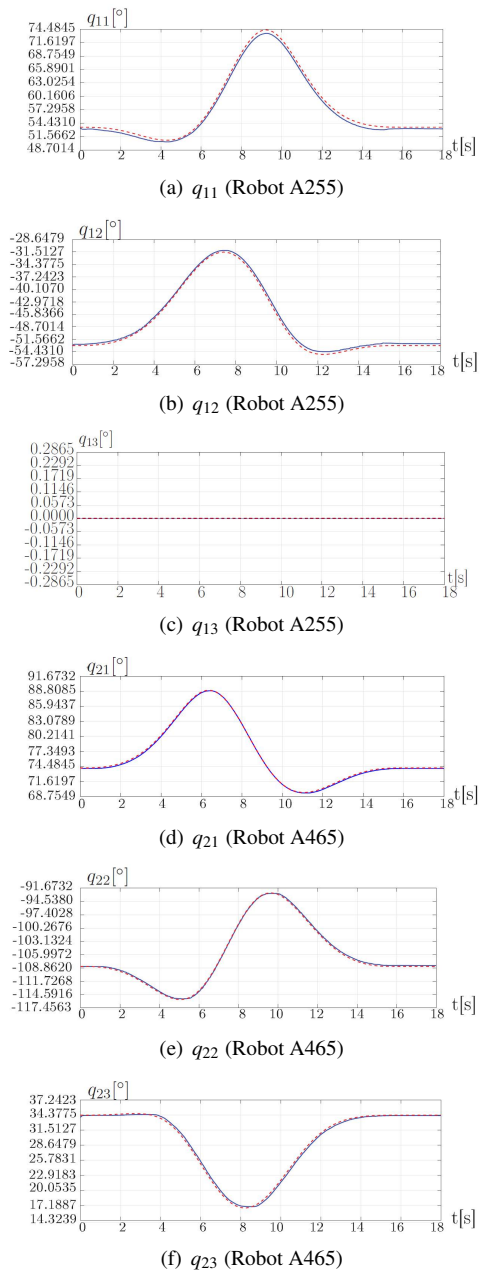 q11[°]
74.4845
71.6197
68.7549
65.8901
63.0254
60.1606
57.2958
54.4310
51.5662
48.7014
0 2 4 6 8 10 12 14 16 18
t[s]
(a) q11 (Robot A255)
q12[°]
-28.6479
-31.5127
-34.3775
-37.2423
-40.1070
-42.9718
-45.8366
-48.7014
-51.5662
-54.4310
-57.2958
0 2 4 6 8 10 12 14 16 18
t[s]
(b) q12 (Robot A255)
q13[°]
0.2865
0.2292
0.1719
0.1146
0.0573
0.0000
-0.0573
-0.1146
-0.1719
-0.2292
-0.2865
t[s]
0 2 4 6 8 10 12 14 16 18
(c) q13 (Robot A255)
q21[°]
91.6732
88.8085
85.9437
83.0789
80.2141
77.3493
74.4845
71.6197
68.7549
t[s]
0 2 4 6 8 10 12 14 16 18
(d) q21 (Robot A465)
q22[°]
-91.6732
-94.5380
-97.4028
-100.2676
-103.1324
-105.9972
-108.8620
-111.7268
-114.5916
-117.4563
t[s]
0 2 4 6 8 10 12 14 16 18
(e) q22 (Robot A465)
q23[°]
37.2423
34.3775
31.5127
28.6479
25.7831
22.9183
20.0535
17.1887
14.3239
t[s]
0 2 4 6 8 10 12 14 16 18
(f) q23 (Robot A465)